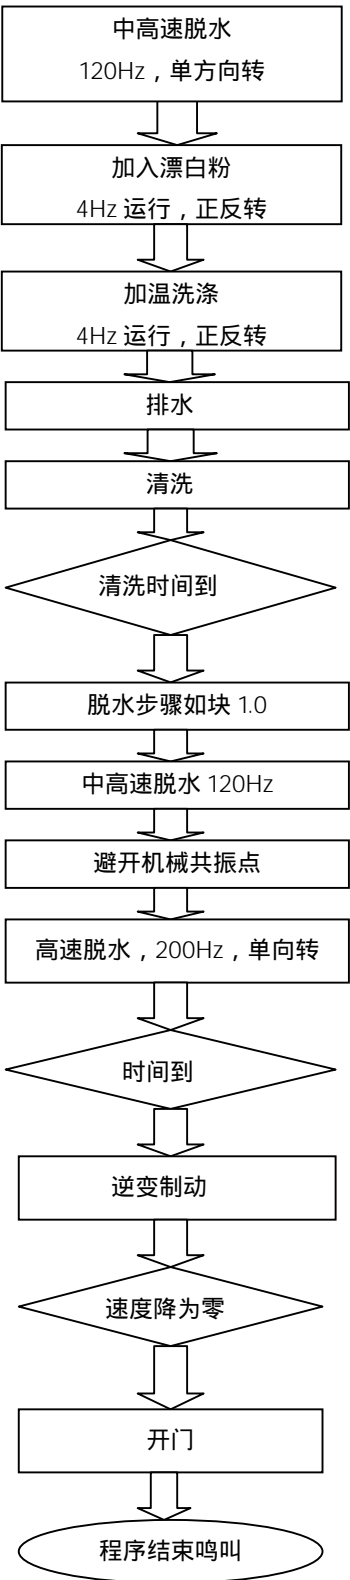 中高速脱水
120Hz，单方向转
加入漂白粉
4Hz 运行，正反转
加温洗涤
4Hz 运行，正反转
排水
清洗
清洗时间到
脱水步骤如块 1.0
中高速脱水 120Hz
避开机械共振点
高速脱水，200Hz，单向转
时间到
逆变制动
速度降为零
开门
程序结束鸣叫